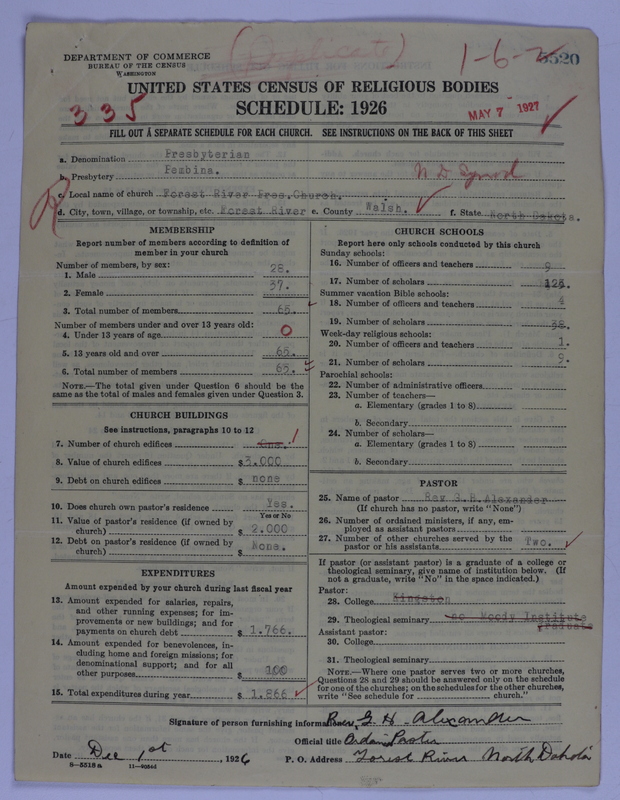 (Duplicate)
1-6-
5520
DEPARTMENT OF COMMERCE
BUREAU OF THE CENSUS
WASHINGTON
UNITED STATES CENSUS OF RELIGIOUS BODIES
335
SCHEDULE: 1926
MAY 7 1927
FILL OUT A SEPARATE SCHEDULE FOR EACH CHURCH. SEE INSTRUCTIONS ON THE BACK OF THIS SHEET
a. Denomination Presbyterian
b. Presbytery Pembina. N D Synod
c. Local name of church Forest River Pres.Church.
d. City, town, village, or township, etc. Forest River e. County Walsh. f. State North Dakota.
MEMBERSHIP
Report number of members according to definition of
member in your church
Number of members, by sex:
1. Male 28.
2. Female 37.
3. Total number of members 65.
Number of members under and over 13 years old:
4. Under 13 years of age 0
5. 13 years old and over 65.
6. Total number of members 65.
NOTE.—The total given under Question 6 should be the
same as the total of males and females given under Question 3.
CHURCH BUILDINGS
See instructions, paragraphs 10 to 12
7. Number of church edifices One. 1
8. Value of church edifices $3.000
9. Debt on church edifices $ none
10. Does church own pastor's residence Yes.
Yes or No
11. Value of pastor's residence (if owned by
church) $ 2.000
12. Debt on pastor's residence (if owned by
church) $ None.
EXPENDITURES
Amount expended by your church during last fiscal year
13. Amount expended for salaries, repairs,
and other running expenses; for im-
provements or new buildings; and for
payments on church debt $ 1.766.
14. Amount expended for benevolences, in-
cluding home and foreign missions; for
denominational support; and for all
other purposes $ 100
15. Total expenditures during year $ 1.866
CHURCH SCHOOLS
Report here only schools conducted by this church
Sunday schools:
16. Number of officers and teachers 9
17. Number of scholars
Summer vacation Bible schools:
18. Number of officers and teachers 4
19. Number of scholars 38.
Week-day religious schools:
20. Number of officers and teachers 1.
21. Number of scholars 9.
Parochial schools:
22. Number of administrative officers
23. Number of teachers—
a. Elementary (grades 1 to 8)
b. Secondary
24. Number of scholars—
a. Elementary (grades 1 to 8)
b. Secondary
PASTOR
25. Name of pastor Rev G.H.Alexander
(If church has no pastor, write "None")
26. Number of ordained ministers, if any, em-
ployed as assistant pastors
27. Number of other churches served by the
pastor or his assistants Two.
If pastor (or assistant pastor) is a graduate of a college or
theological seminary, give name of institution below. (If
not a graduate, write "No" in the space indicated.)
Pastor:
28. College Kingston
29. Theological seminary no Moody Institute
graduate
Assistant pastor:
30. College
31. Theological seminary
NOTE.—Where one pastor serves two or more churches,
Questions 28 and 29 should be answered only on the schedule
for one of the churches; on the schedules for the other churches,
write "See schedule for church."
Signature of person furnishing information Rev. G H Alexander
Official title Pastor
Date Dec 1st, 1926 P. O. Address Forest River North Dakota
8—5518a 11—9064d